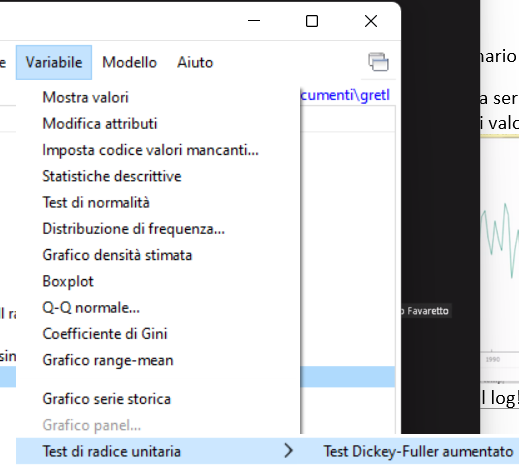 Variabile Modello Aiuto
cumenti\gretl
Mostra valori
Modifica attributi
Imposta codice valori mancanti...
Statistiche descrittive
Test di normalità
Distribuzione di frequenza...
Grafico densità stimata
Boxplot
Q-Q normale...
Coefficiente di Gini
Grafico range-mean
Grafico serie storica
Grafico panel...
Test di radice unitaria
Test Dickey-Fuller aumentato
nario
a ser
i valo
o Favaretto
1990
l log!